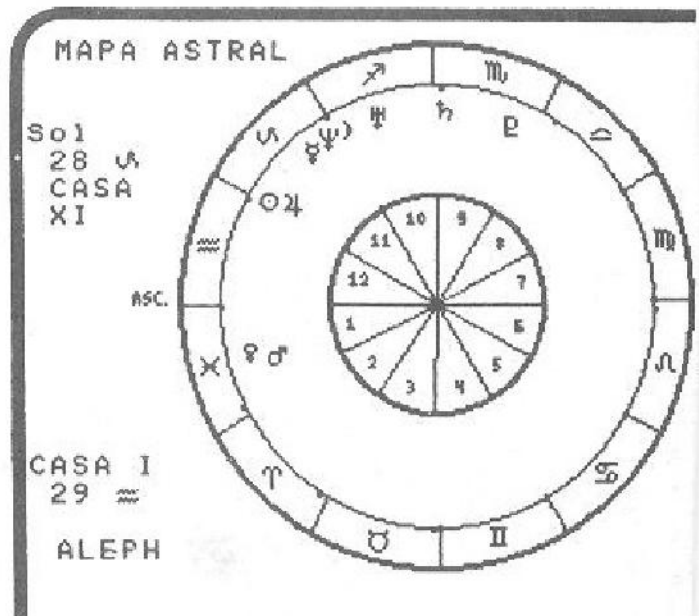 MAPA ASTRAL
Sol
28 ♑
CASA
XI
ASC.
CASA I
29 ♒
ALEPH
♐ ♏ ♎ ♍ ♌ ♋ ♊ ♉ ♈ ♓ ♒ ♑
☿ ♆ ☽ ♅ ♄ ♇
☉ ♃
♀ ♂
10 9 8 7 6 5 4 3 2 1 12 11